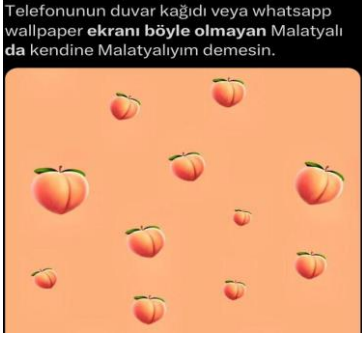 Telefonunun duvar kağıdı veya whatsapp
wallpaper ekranı böyle olmayan Malatyalı
da kendine Malatyalıyım demesin.